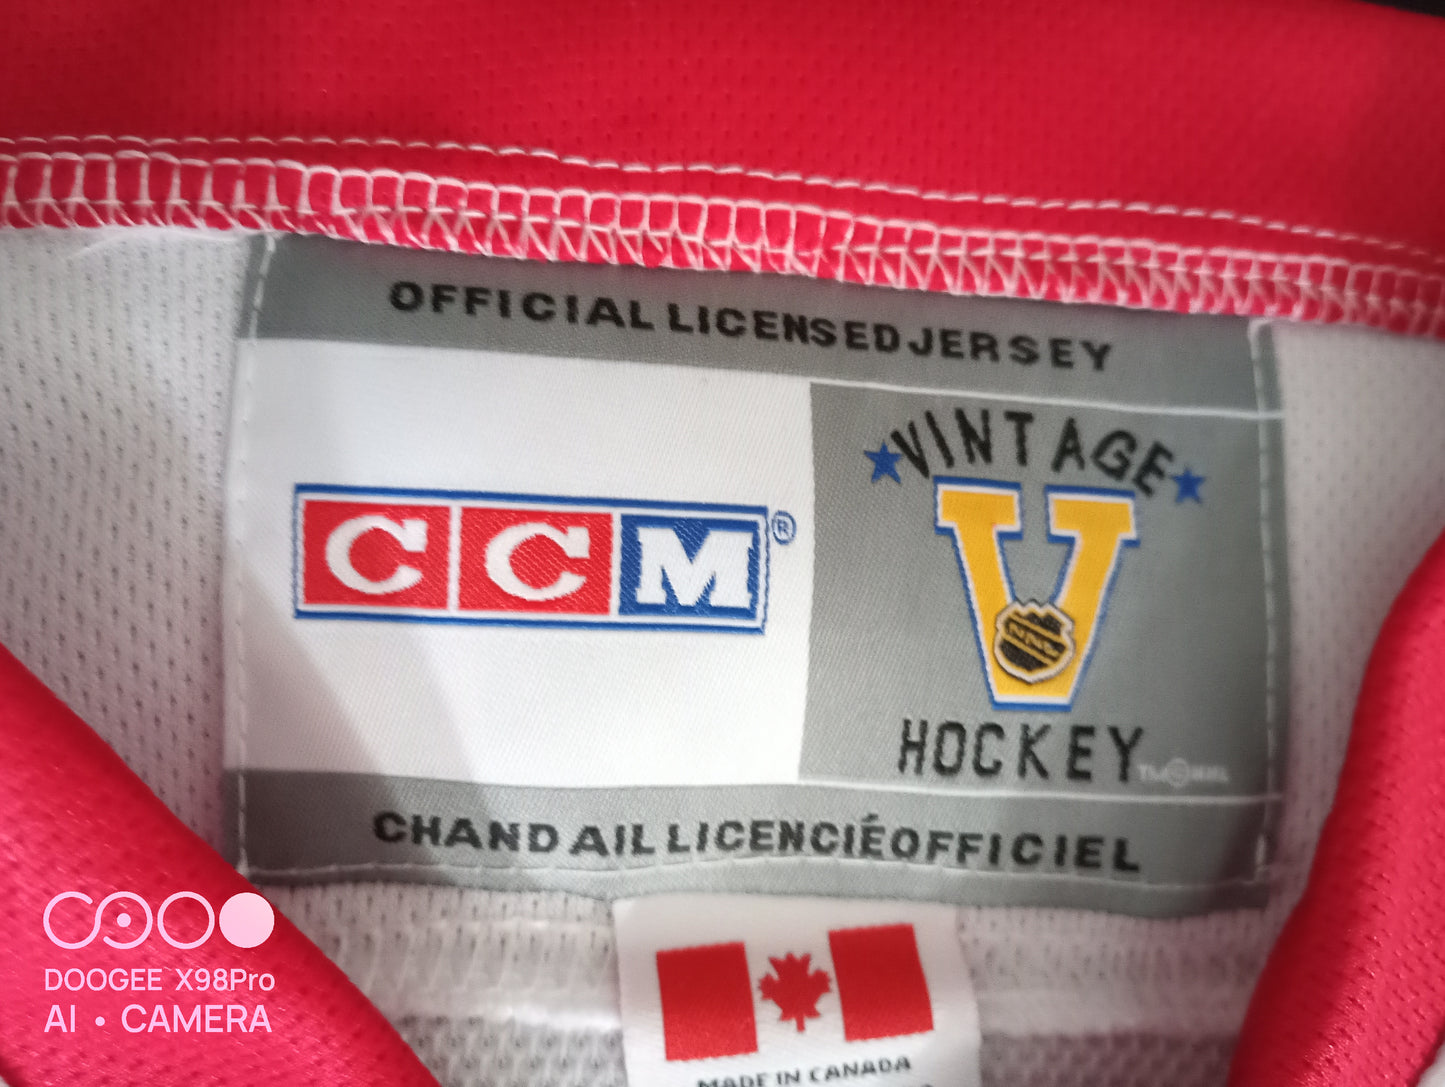 OFFICIAL LICENSED JERSEY
CCM®
VINTAGE
V
HOCKEY
CHANDAIL LICENCIÉ OFFICIEL
MADE IN CANADA
DOOGEE X98Pro
AI • CAMERA